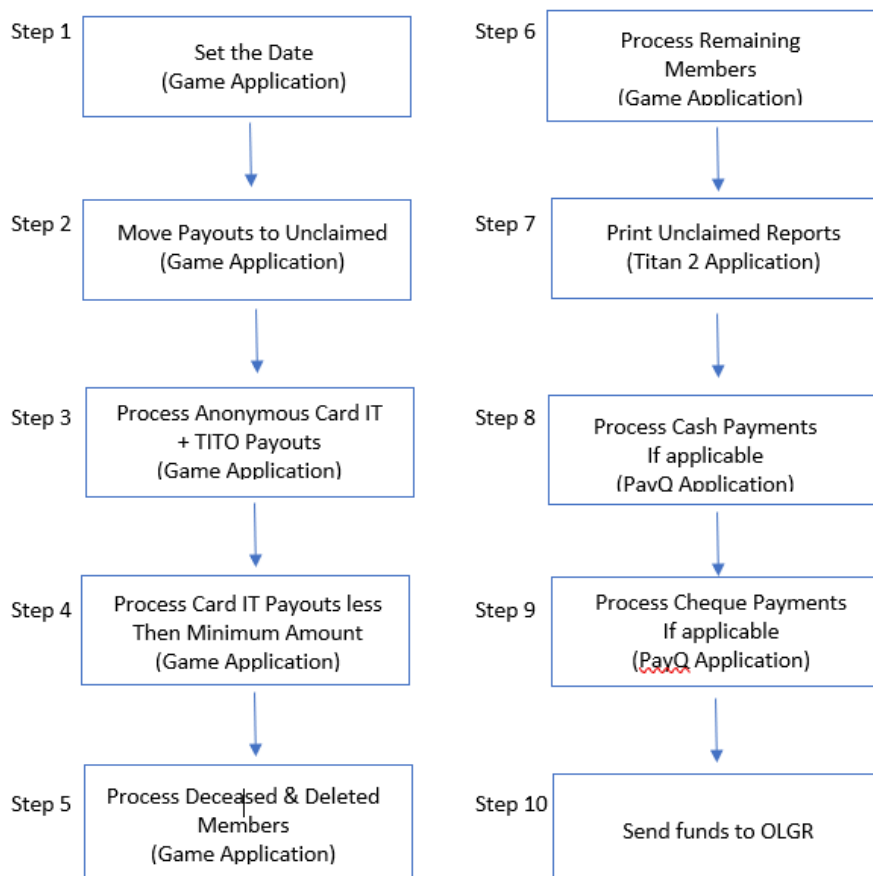 Step 1
Set the Date
(Game Application)
Step 2
Move Payouts to Unclaimed
(Game Application)
Step 3
Process Anonymous Card IT
+ TITO Payouts
(Game Application)
Step 4
Process Card IT Payouts less
Then Minimum Amount
(Game Application)
Step 5
Process Deceased & Deleted
Members
(Game Application)
Step 6
Process Remaining
Members
(Game Application)
Step 7
Print Unclaimed Reports
(Titan 2 Application)
Step 8
Process Cash Payments
If applicable
(PayQ Application)
Step 9
Process Cheque Payments
If applicable
(PayQ Application)
Step 10
Send funds to OLGR